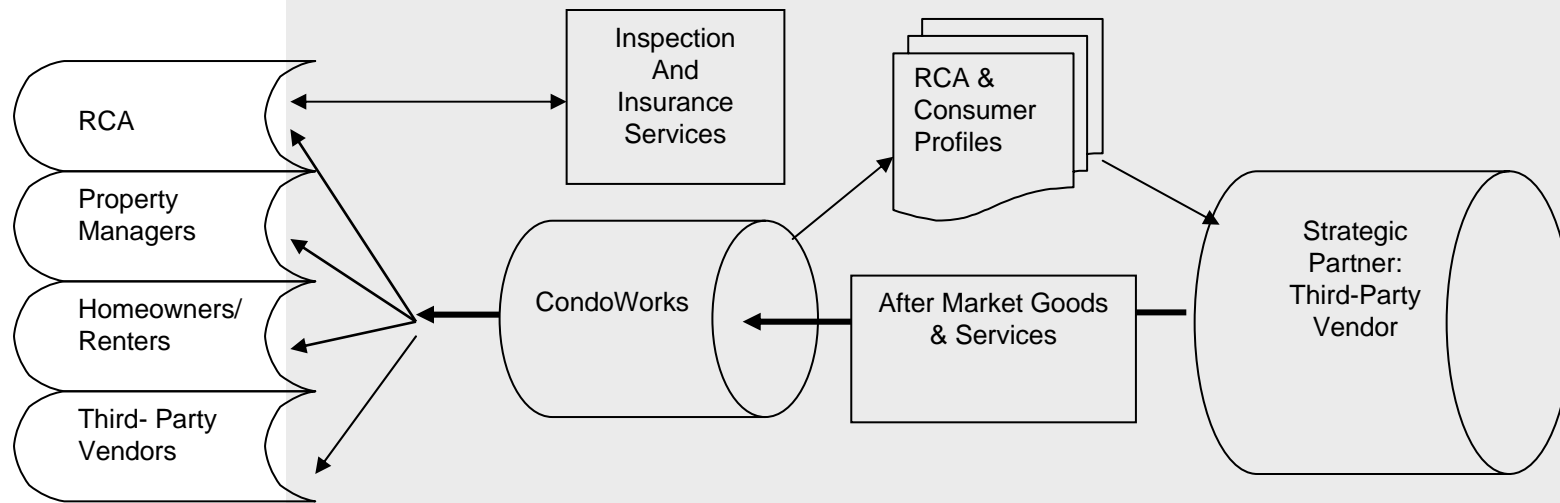 RCA
Property
Managers
Homeowners/
Renters
Third- Party
Vendors
Inspection
And
Insurance
Services
RCA &
Consumer
Profiles
CondoWorks
After Market Goods
& Services
Strategic
Partner:
Third-Party
Vendor